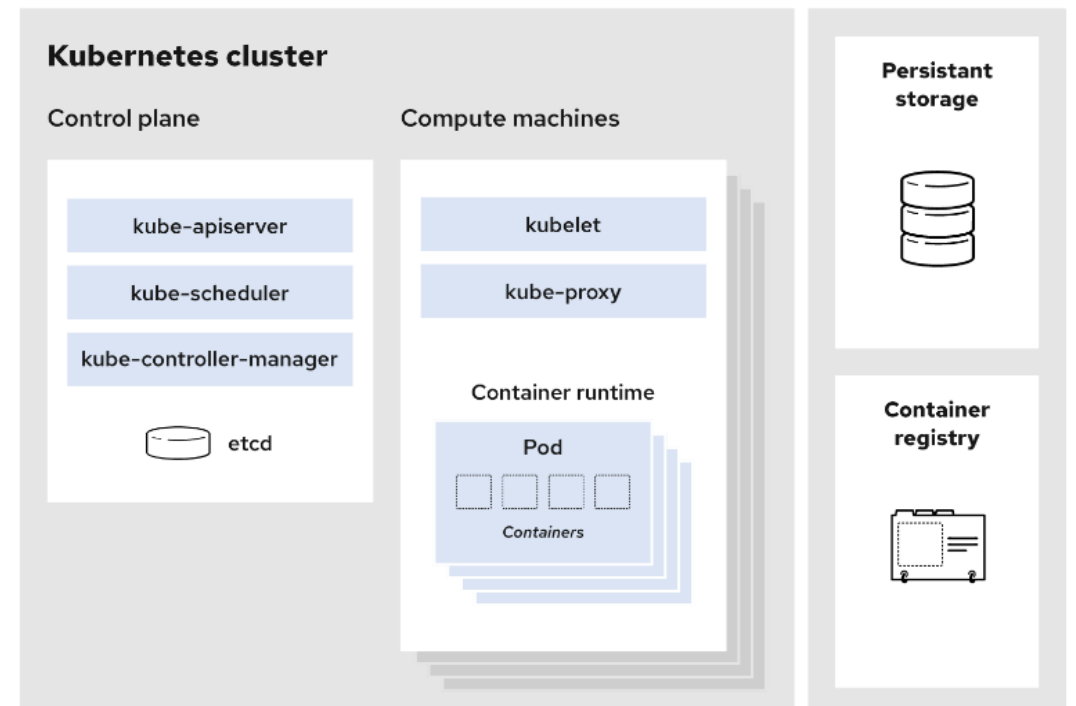 Kubernetes cluster
Control plane
kube-apiserver
kube-scheduler
kube-controller-manager
etcd
Compute machines
kubelet
kube-proxy
Container runtime
Pod
Containers
Persistant
storage
Container
registry